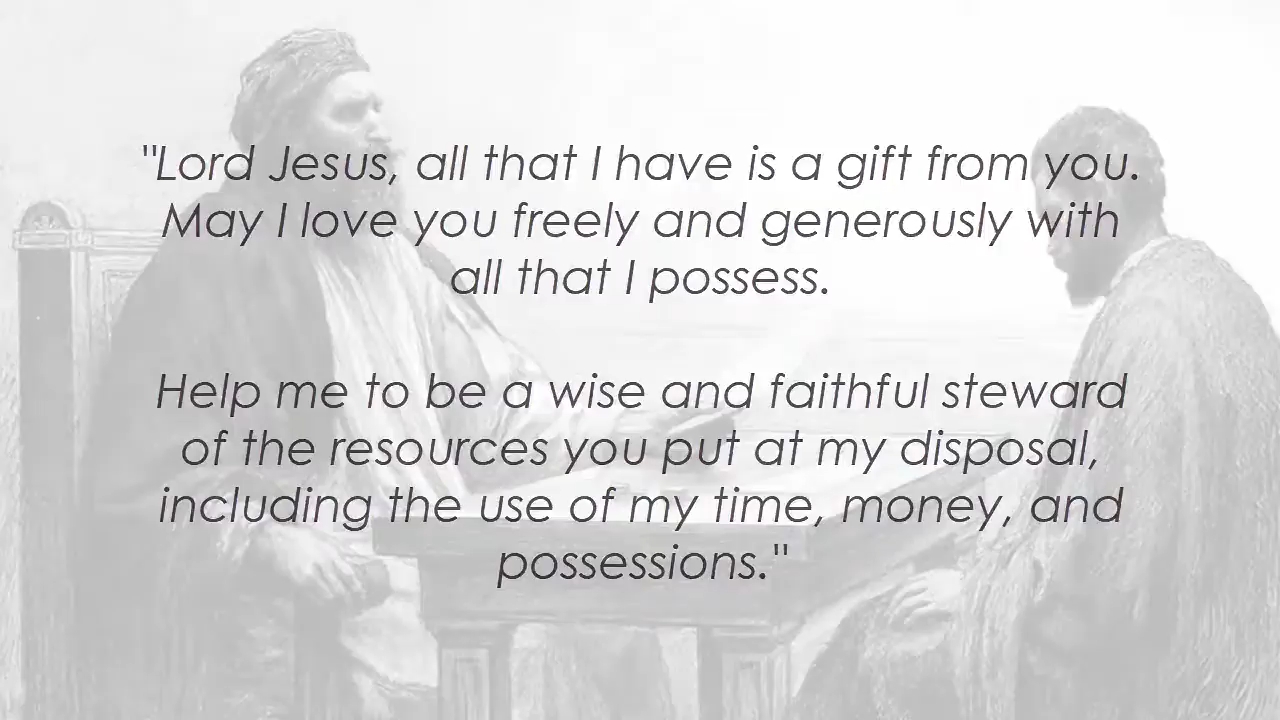 "Lord Jesus, all that I have is a gift from you.
May I love you freely and generously with
all that I possess.
Help me to be a wise and faithful steward
of the resources you put at my disposal,
including the use of my time, money, and
possessions."